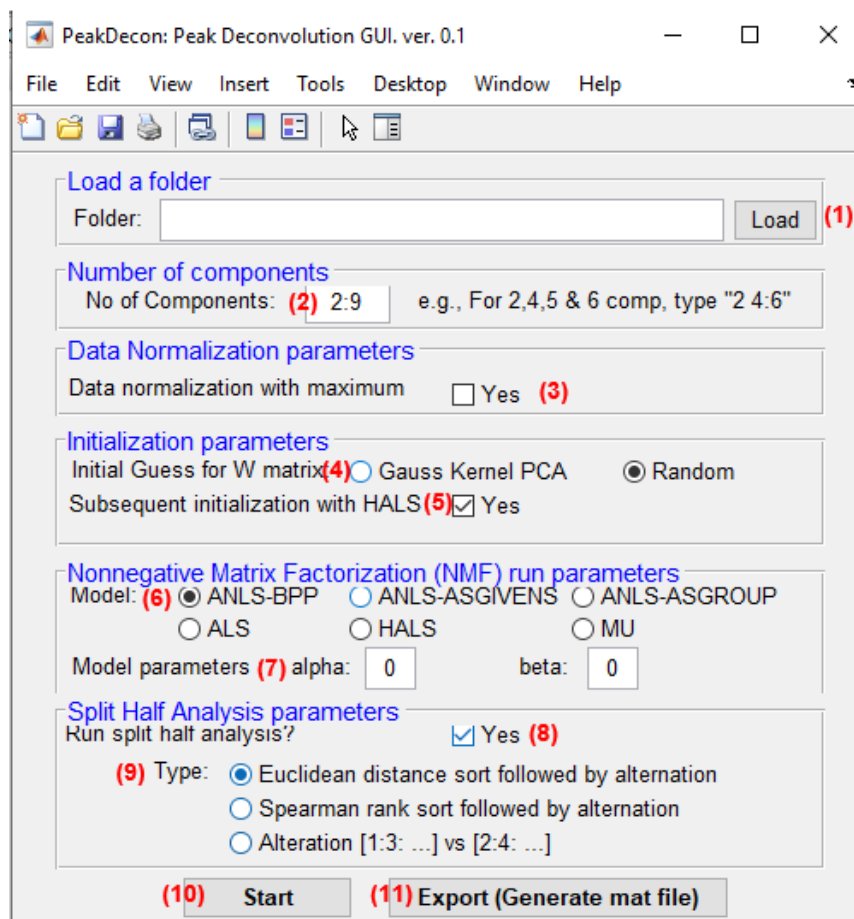 PeakDecon: Peak Deconvolution GUI. ver. 0.1
File Edit View Insert Tools Desktop Window Help
Load a folder
Folder: Load (1)
Number of components
No of Components: (2) 2:9 e.g., For 2,4,5 & 6 comp, type "2 4:6"
Data Normalization parameters
Data normalization with maximum Yes (3)
Initialization parameters
Initial Guess for W matrix (4) Gauss Kernel PCA Random
Subsequent initialization with HALS (5) Yes
Nonnegative Matrix Factorization (NMF) run parameters
Model: (6) ANLS-BPP ANLS-ASGIVENS ANLS-ASGROUP
ALS HALS MU
Model parameters (7) alpha: 0 beta: 0
Split Half Analysis parameters
Run split half analysis? Yes (8)
(9) Type: Euclidean distance sort followed by alternation
Spearman rank sort followed by alternation
Alteration [1:3: ...] vs [2:4: ...]
(10) Start (11) Export (Generate mat file)